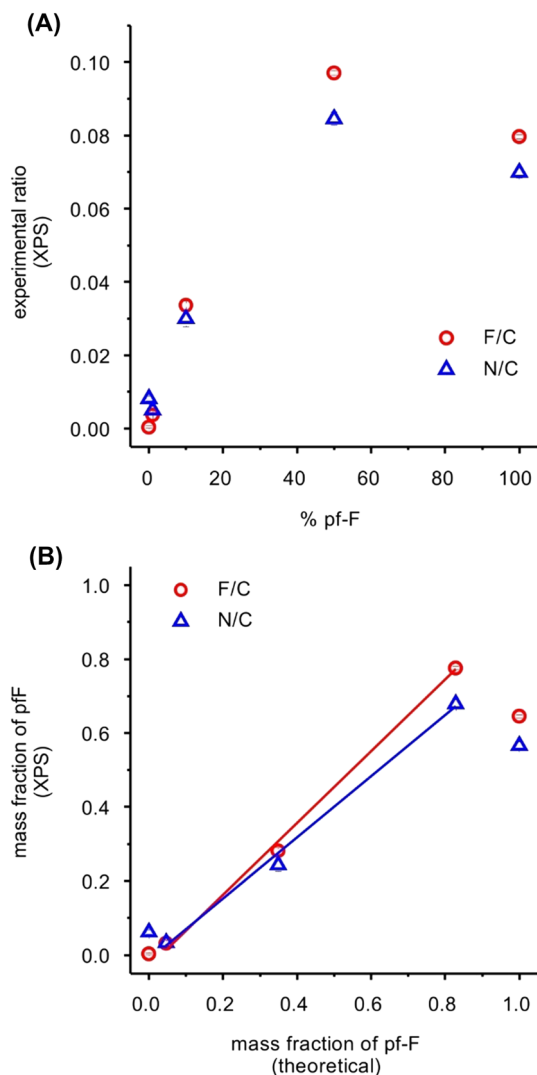 (A)
0.10
0.08
0.06
0.04
0.02
0.00
experimental ratio
(XPS)
F/C
N/C
0
20
40
60
80
100
% pf-F
(B)
F/C
N/C
1.0
0.8
0.6
0.4
0.2
0.0
mass fraction of pfF
(XPS)
0.0
0.2
0.4
0.6
0.8
1.0
mass fraction of pf-F
(theoretical)